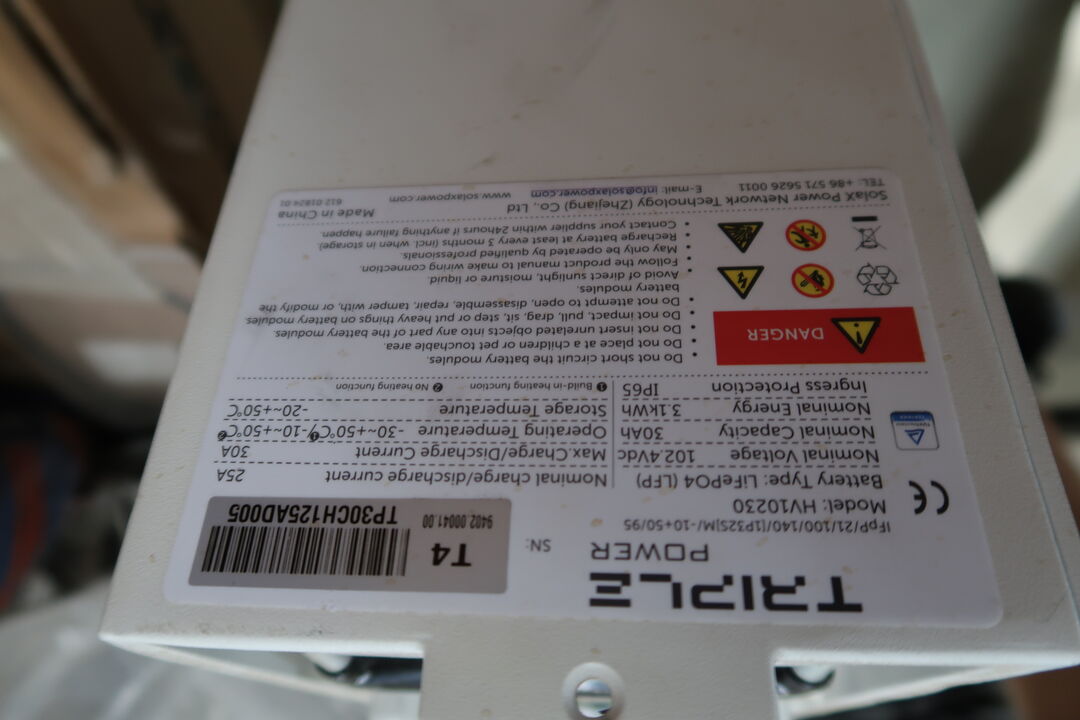 TRIPLE
POWER
SN:
T4
9402 00041.00
TP30CH125AD005
IFpP/21/100/140/[1P32S]M/-10+50/95
Model: HV10230
Battery Type: LiFePO4 (LFP)
Nominal Voltage 102.4Vdc
Nominal Capacity 30Ah
Nominal Energy 3.1kWh
Ingress Protection IP65
Nominal charge/discharge current 25A
Max.Charge/Discharge Current 30A
Operating Temperature -30~+50℃❶/-10~+50℃❷
Storage Temperature -20~+50℃
❶ Build-in heating function ❷ No heating function
CE
DANGER
• Do not short circuit the battery modules.
• Do not place at a children or pet touchable area.
• Do not insert unrelated objects into any part of the battery modules.
• Do not impact, pull, drag, sit, step or put heavy things on battery modules.
• Do not attempt to open, disassemble, repair, tamper with, or modify the
battery modules.
• Avoid of direct sunlight, moisture or liquid.
• Follow the product manual to make wiring connection.
• May only be operated by qualified professionals.
• Recharge battery at least every 3 months (incl. when in storage).
• Contact your supplier within 24hours if anything failure happen.
SolaX Power Network Technology (Zhejiang) Co., Ltd
Made in China
TEL: +86 571 5626 0011 E-mail: info@solaxpower.com www.solaxpower.com
612.01824.01